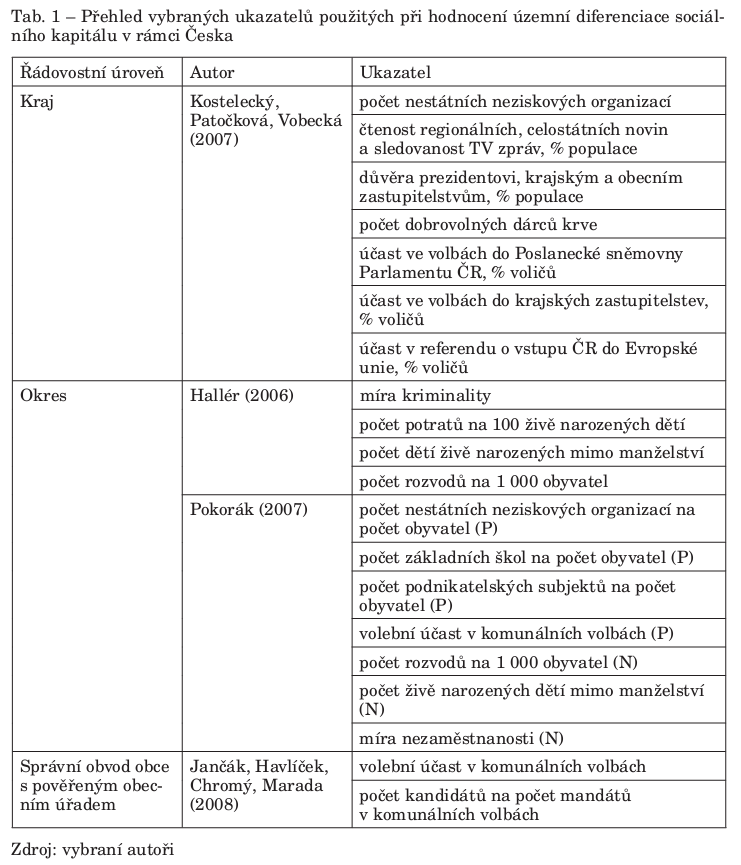 Tab. 1 – Přehled vybraných ukazatelů použitých při hodnocení územní diferenciace sociál-
ního kapitálu v rámci Česka
Řádovostní úroveň
Autor
Ukazatel
Kraj
Kostelecký,
Patočková, Vobecká
(2007)
počet nestátních neziskových organizací
čtenost regionálních, celostátních novin
a sledovanost TV zpráv, % populace
důvěra prezidentovi, krajským a obecním
zastupitelstvům, % populace
počet dobrovolných dárců krve
účast ve volbách do Poslanecké sněmovny
Parlamentu ČR, % voličů
účast ve volbách do krajských zastupitelstev,
% voličů
účast v referendu o vstupu ČR do Evropské
unie, % voličů
Okres
Hallér (2006)
míra kriminality
počet potratů na 100 živě narozených dětí
počet dětí živě narozených mimo manželství
počet rozvodů na 1 000 obyvatel
Pokorák (2007)
počet nestátních neziskových organizací na
počet obyvatel (P)
počet základních škol na počet obyvatel (P)
počet podnikatelských subjektů na počet
obyvatel (P)
volební účast v komunálních volbách (P)
počet rozvodů na 1 000 obyvatel (N)
počet živě narozených dětí mimo manželství
(N)
míra nezaměstnanosti (N)
Správní obvod obce
s pověřeným obec-
ním úřadem
Jančák, Havlíček,
Chromý, Marada
(2008)
volební účast v komunálních volbách
počet kandidátů na počet mandátů
v komunálních volbách
Zdroj: vybraní autoři